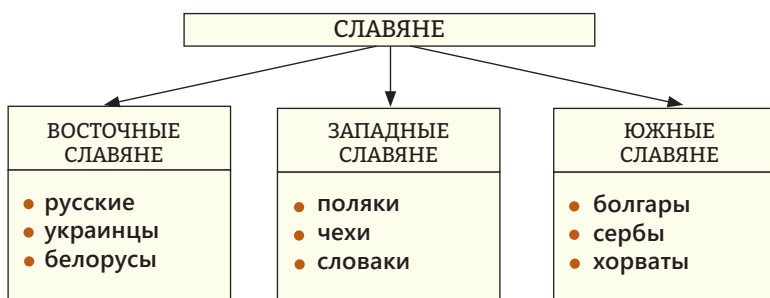 СЛАВЯНЕ
ВОСТОЧНЫЕ
СЛАВЯНЕ
русские
украинцы
белорусы
ЗАПАДНЫЕ
СЛАВЯНЕ
поляки
чехи
словаки
ЮЖНЫЕ
СЛАВЯНЕ
болгары
сербы
хорваты